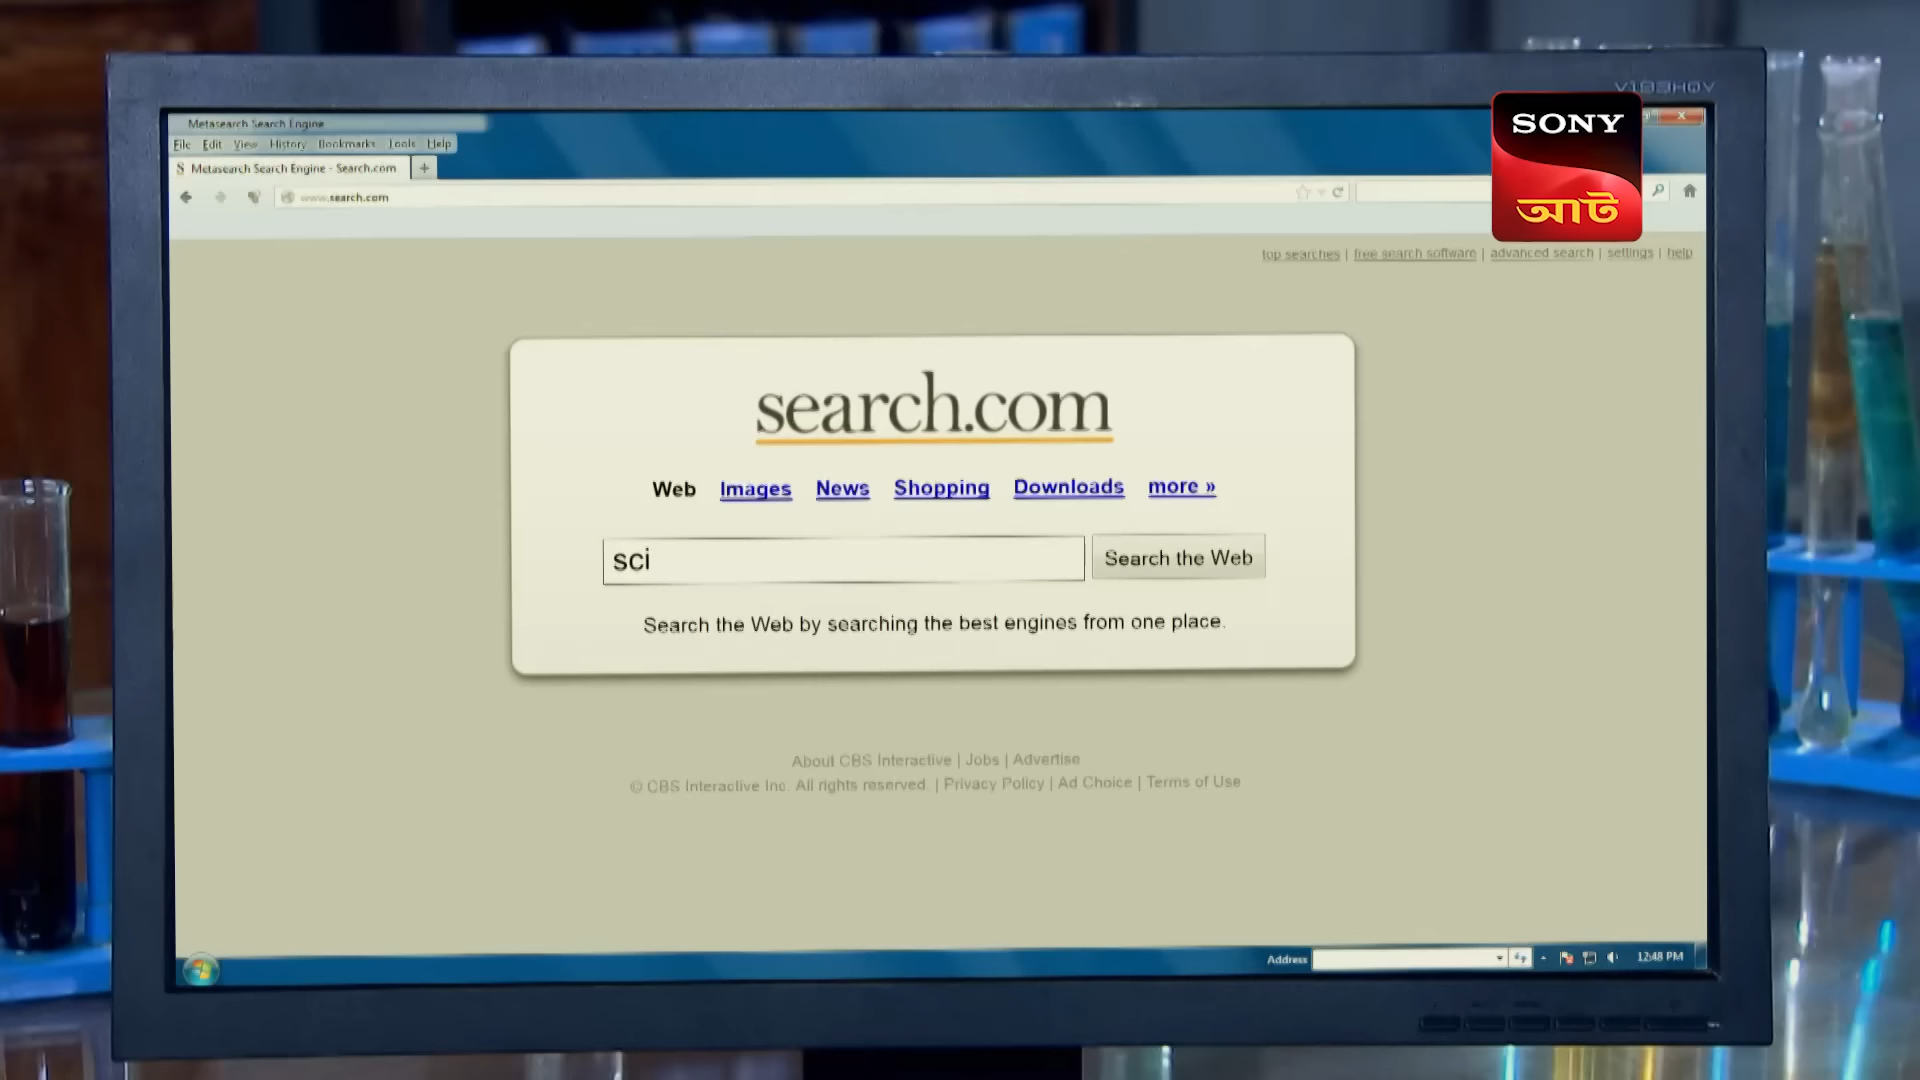 V193HQV
SONY
আট
Metasearch Search Engine
File Edit View History Bookmarks Tools Help
S Metasearch Search Engine - Search.com +
www.search.com
top searches | free search software | advanced search | settings | help
search.com
Web Images News Shopping Downloads more »
sci Search the Web
Search the Web by searching the best engines from one place.
About CBS Interactive | Jobs | Advertise
© CBS Interactive Inc. All rights reserved. | Privacy Policy | Ad Choice | Terms of Use
Address 12:48 PM